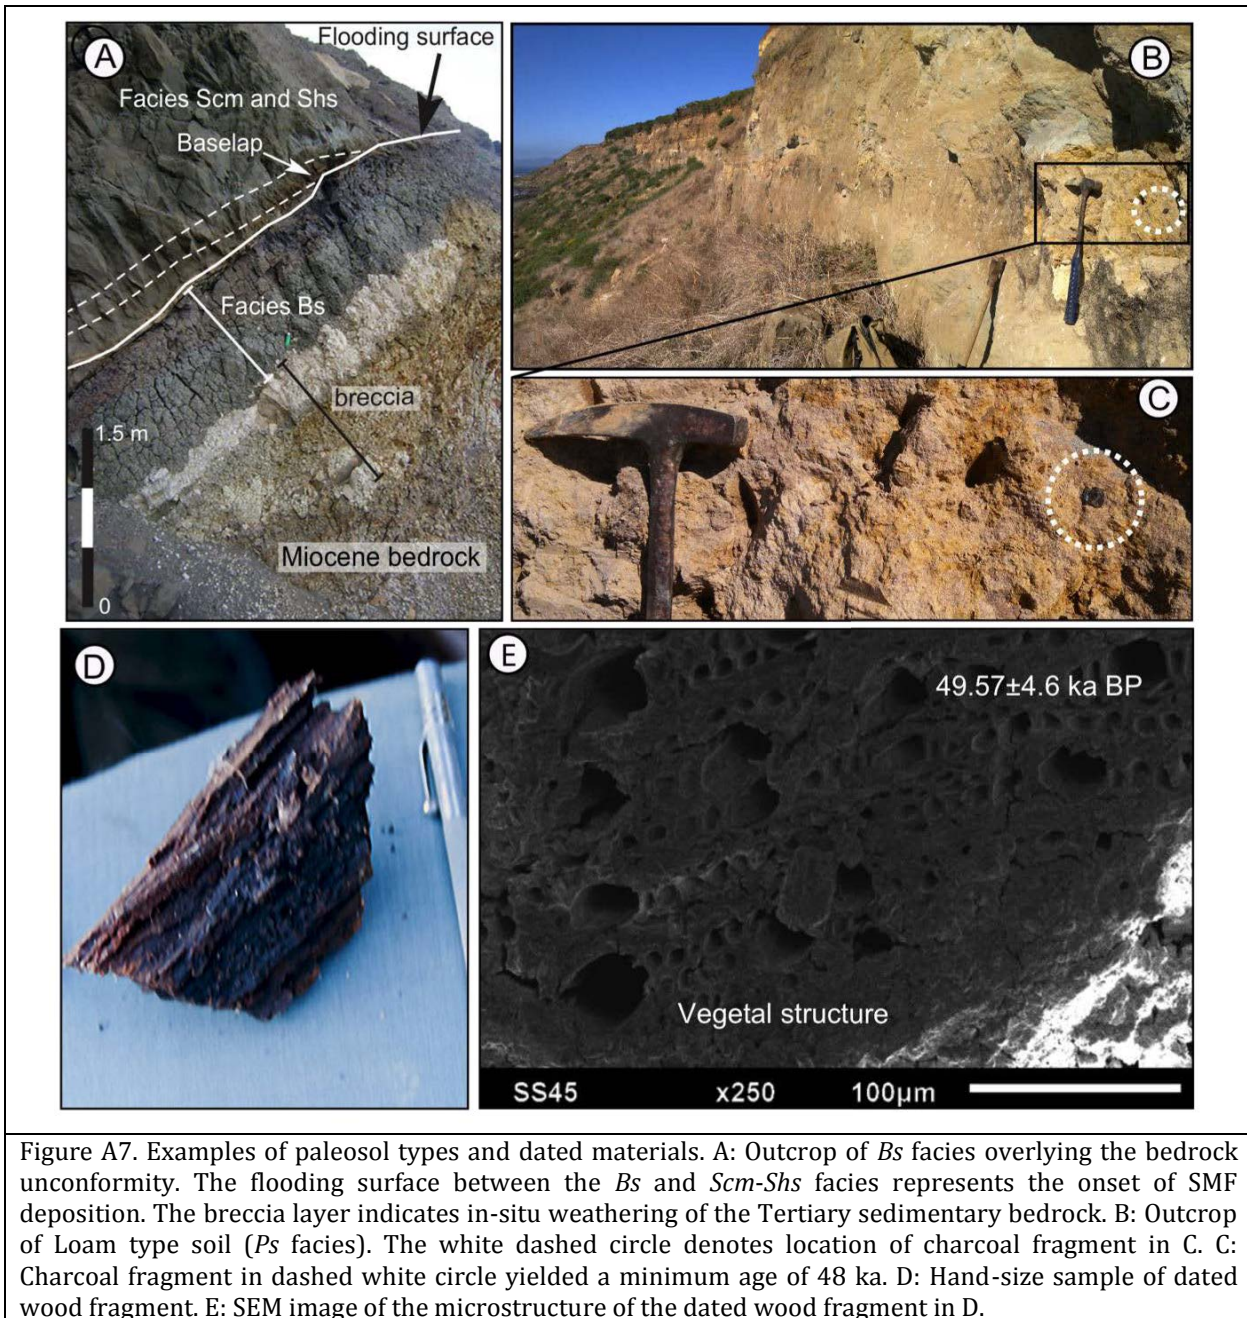 A
Flooding surface
Facies Scm and Shs
Baselap
Facies Bs
breccia
1.5 m
Miocene bedrock
0
B
C
D
E
49.57±4.6 ka BP
Vegetal structure
SS45 x250 100µm
Figure A7. Examples of paleosol types and dated materials. A: Outcrop of Bs facies overlying the bedrock
unconformity. The flooding surface between the Bs and Scm-Shs facies represents the onset of SMF
deposition. The breccia layer indicates in-situ weathering of the Tertiary sedimentary bedrock. B: Outcrop
of Loam type soil (Ps facies). The white dashed circle denotes location of charcoal fragment in C. C:
Charcoal fragment in dashed white circle yielded a minimum age of 48 ka. D: Hand-size sample of dated
wood fragment. E: SEM image of the microstructure of the dated wood fragment in D.